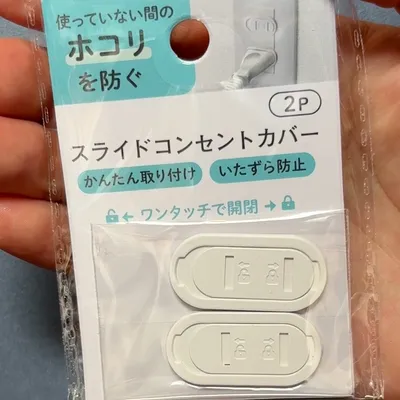 使っていない間の
ホコリ
を防ぐ
2P
スライドコンセントカバー
かんたん取り付け いたずら防止
ワンタッチで開閉